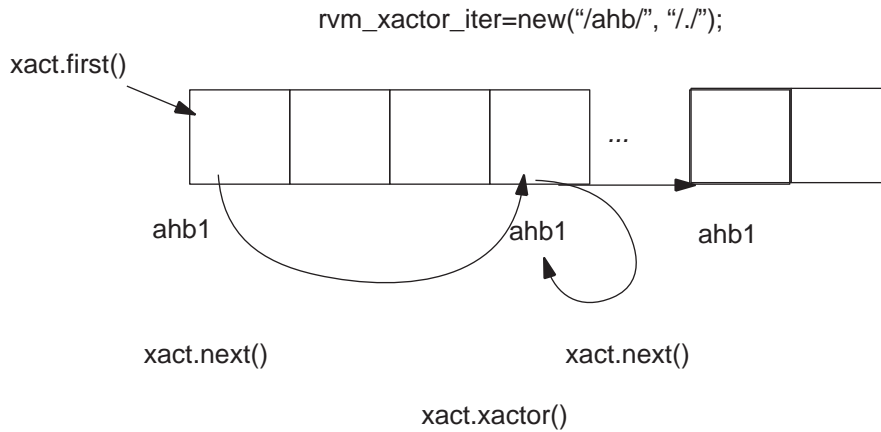 rvm_xactor_iter=new(“/ahb/”, “/./”);
xact.first()
...
ahb1
ahb1
ahb1
xact.next()
xact.next()
xact.xactor()